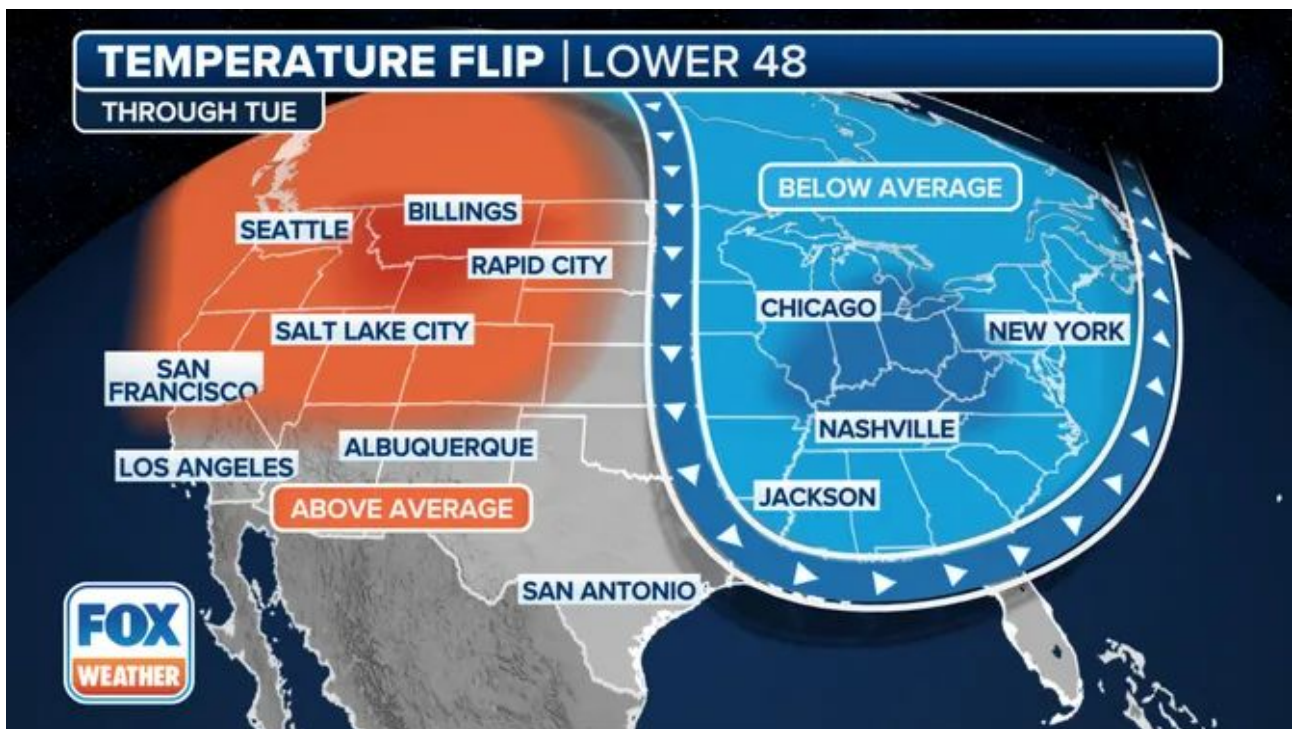 TEMPERATURE FLIP | LOWER 48
THROUGH TUE
BELOW AVERAGE
BILLINGS
SEATTLE
RAPID CITY
CHICAGO
SALT LAKE CITY
NEW YORK
SAN
FRANCISCO
NASHVILLE
ALBUQUERQUE
LOS ANGELES
JACKSON
ABOVE AVERAGE
SAN ANTONIO
FOX
WEATHER